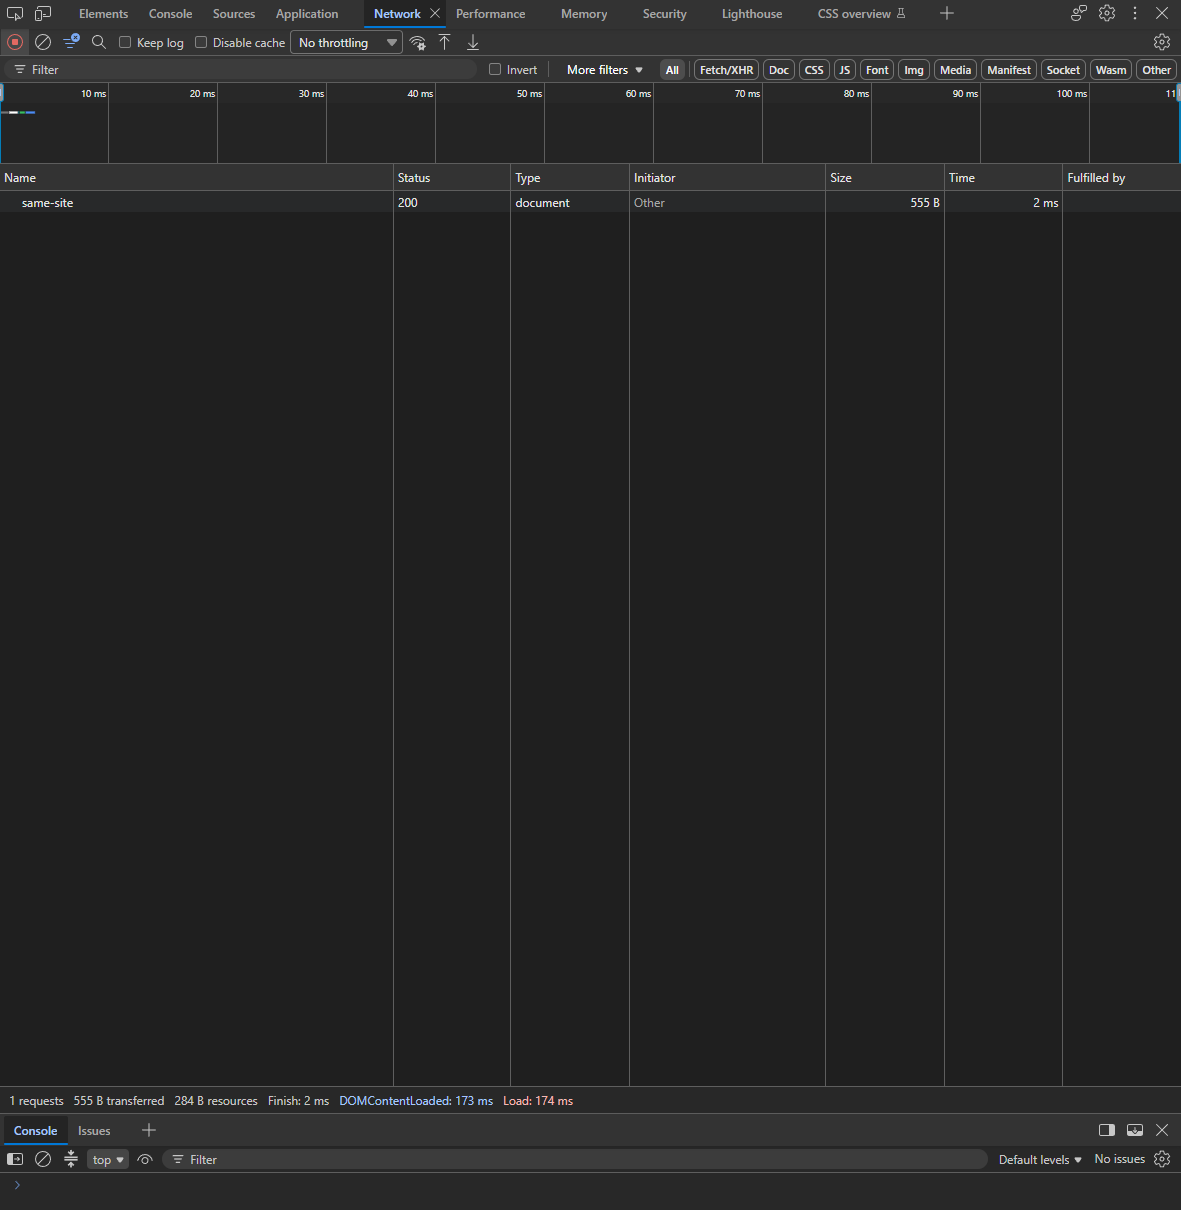 Elements Console Sources Application Network Performance Memory Security Lighthouse CSS overview
Keep log Disable cache No throttling
Filter Invert More filters All Fetch/XHR Doc CSS JS Font Img Media Manifest Socket Wasm Other
10 ms 20 ms 30 ms 40 ms 50 ms 60 ms 70 ms 80 ms 90 ms 100 ms 11
Name Status Type Initiator Size Time Fulfilled by
same-site 200 document Other 555 B 2 ms
1 requests 555 B transferred 284 B resources Finish: 2 ms DOMContentLoaded: 173 ms Load: 174 ms
Console Issues
top Filter Default levels No issues